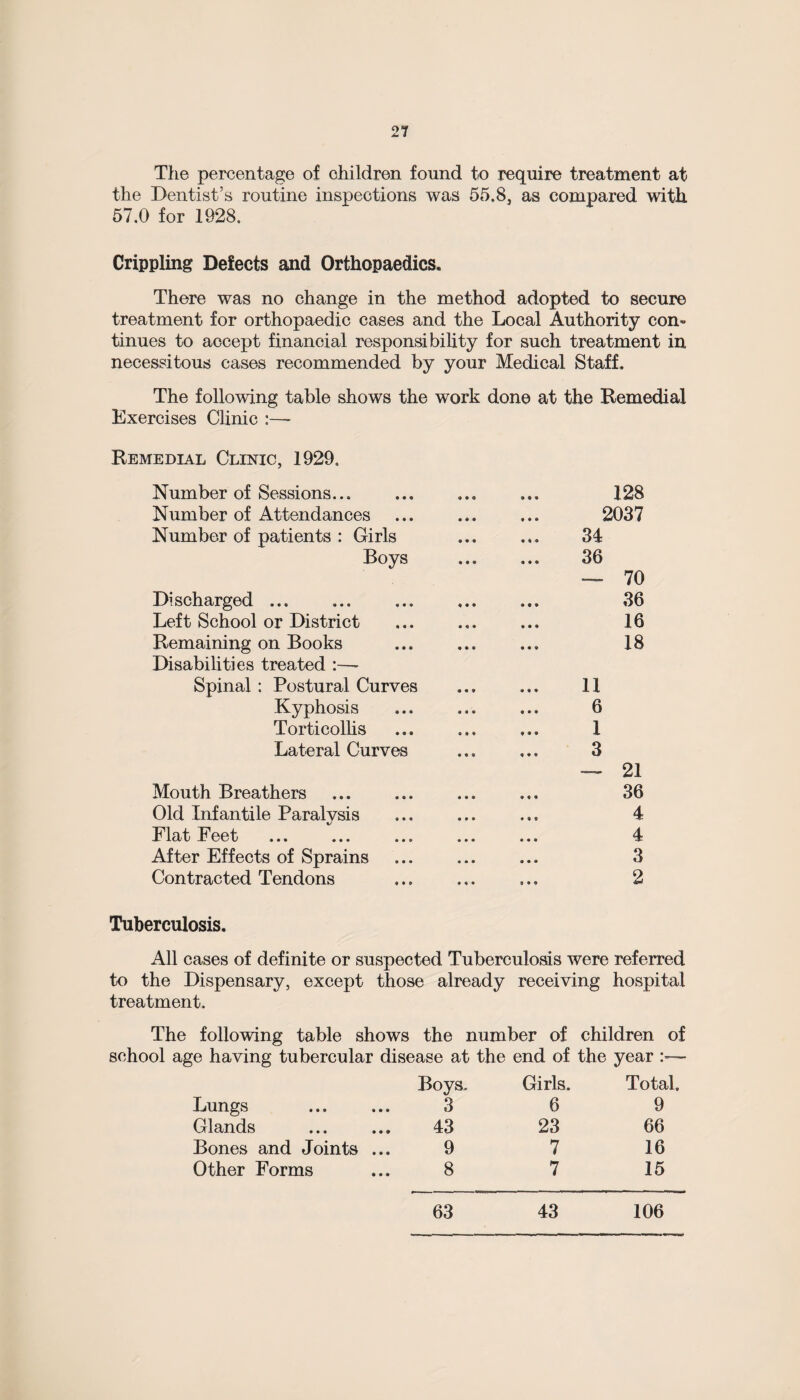 27
The percentage of children found to require treatment at
the Dentist's routine inspections was 55.8, as compared with
57.0 for 1928.
Crippling Defects and Orthopaedics.
There was no change in the method adopted to secure
treatment for orthopaedic cases and the Local Authority con-
tinues to accept financial responsibility for such treatment in
necessitous cases recommended by your Medical Staff.
The following table shows the work done at the Remedial
Exercises Clinic :—
Remedial Clinic, 1929.
Number of Sessions... ... ... ... 128
Number of Attendances ... ... ... 2037
Number of patients : Girls ... ... 34
Boys ... ... 36
— 70
Discharged ... ... ... ... ... 36
Left School or District ... ... ... 16
Remaining on Books ... ... ... 18
Disabilities treated :—
Spinal : Postural Curves ... ... 11
Kyphosis ... ... ... 6
Torticollis ... ... ... 1
Lateral Curves ... ... 3
— 21
Mouth Breathers ... ... ... ... 36
Old Infantile Paralysis ... ... ... 4
Flat Feet ... ... ... ... ... 4
After Effects of Sprains ... ... ... 3
Contracted Tendons ... ... ... 2
Tuberculosis.
All cases of definite or suspected Tuberculosis were referred
to the Dispensary, except those already receiving hospital
treatment.
The following table shows the number of children of
school age having tubercular disease at the end of the year :—
Boys. Girls. Total.
Lungs ... ... 3 6 9
Glands ... ... 43 23 66
Bones and Joints ... 9 7 16
Other Forms ... 8 7 15
63 43 106